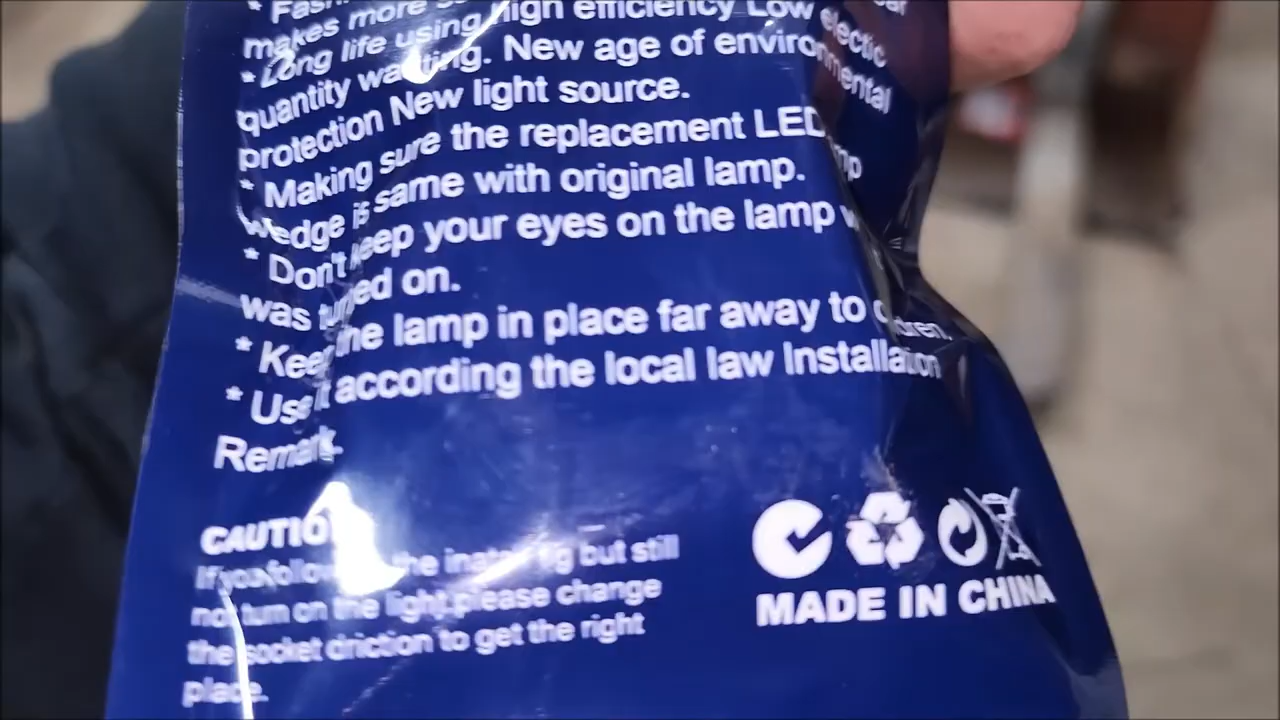 * Fash
makes more
high efficiency Low electic
* Long life using
quantity wasting. New age of environmental
protection New light source.
* Making sure the replacement LED
wedge is same with original lamp.
* Don't keep your eyes on the lamp
was turned on.
* Keep the lamp in place far away to children.
* Use it according the local law Installation
Remark.
CAUTIO
If you follow the but still
not turn on the light.please change
the socket driction to get the right
place.
MADE IN CHINA